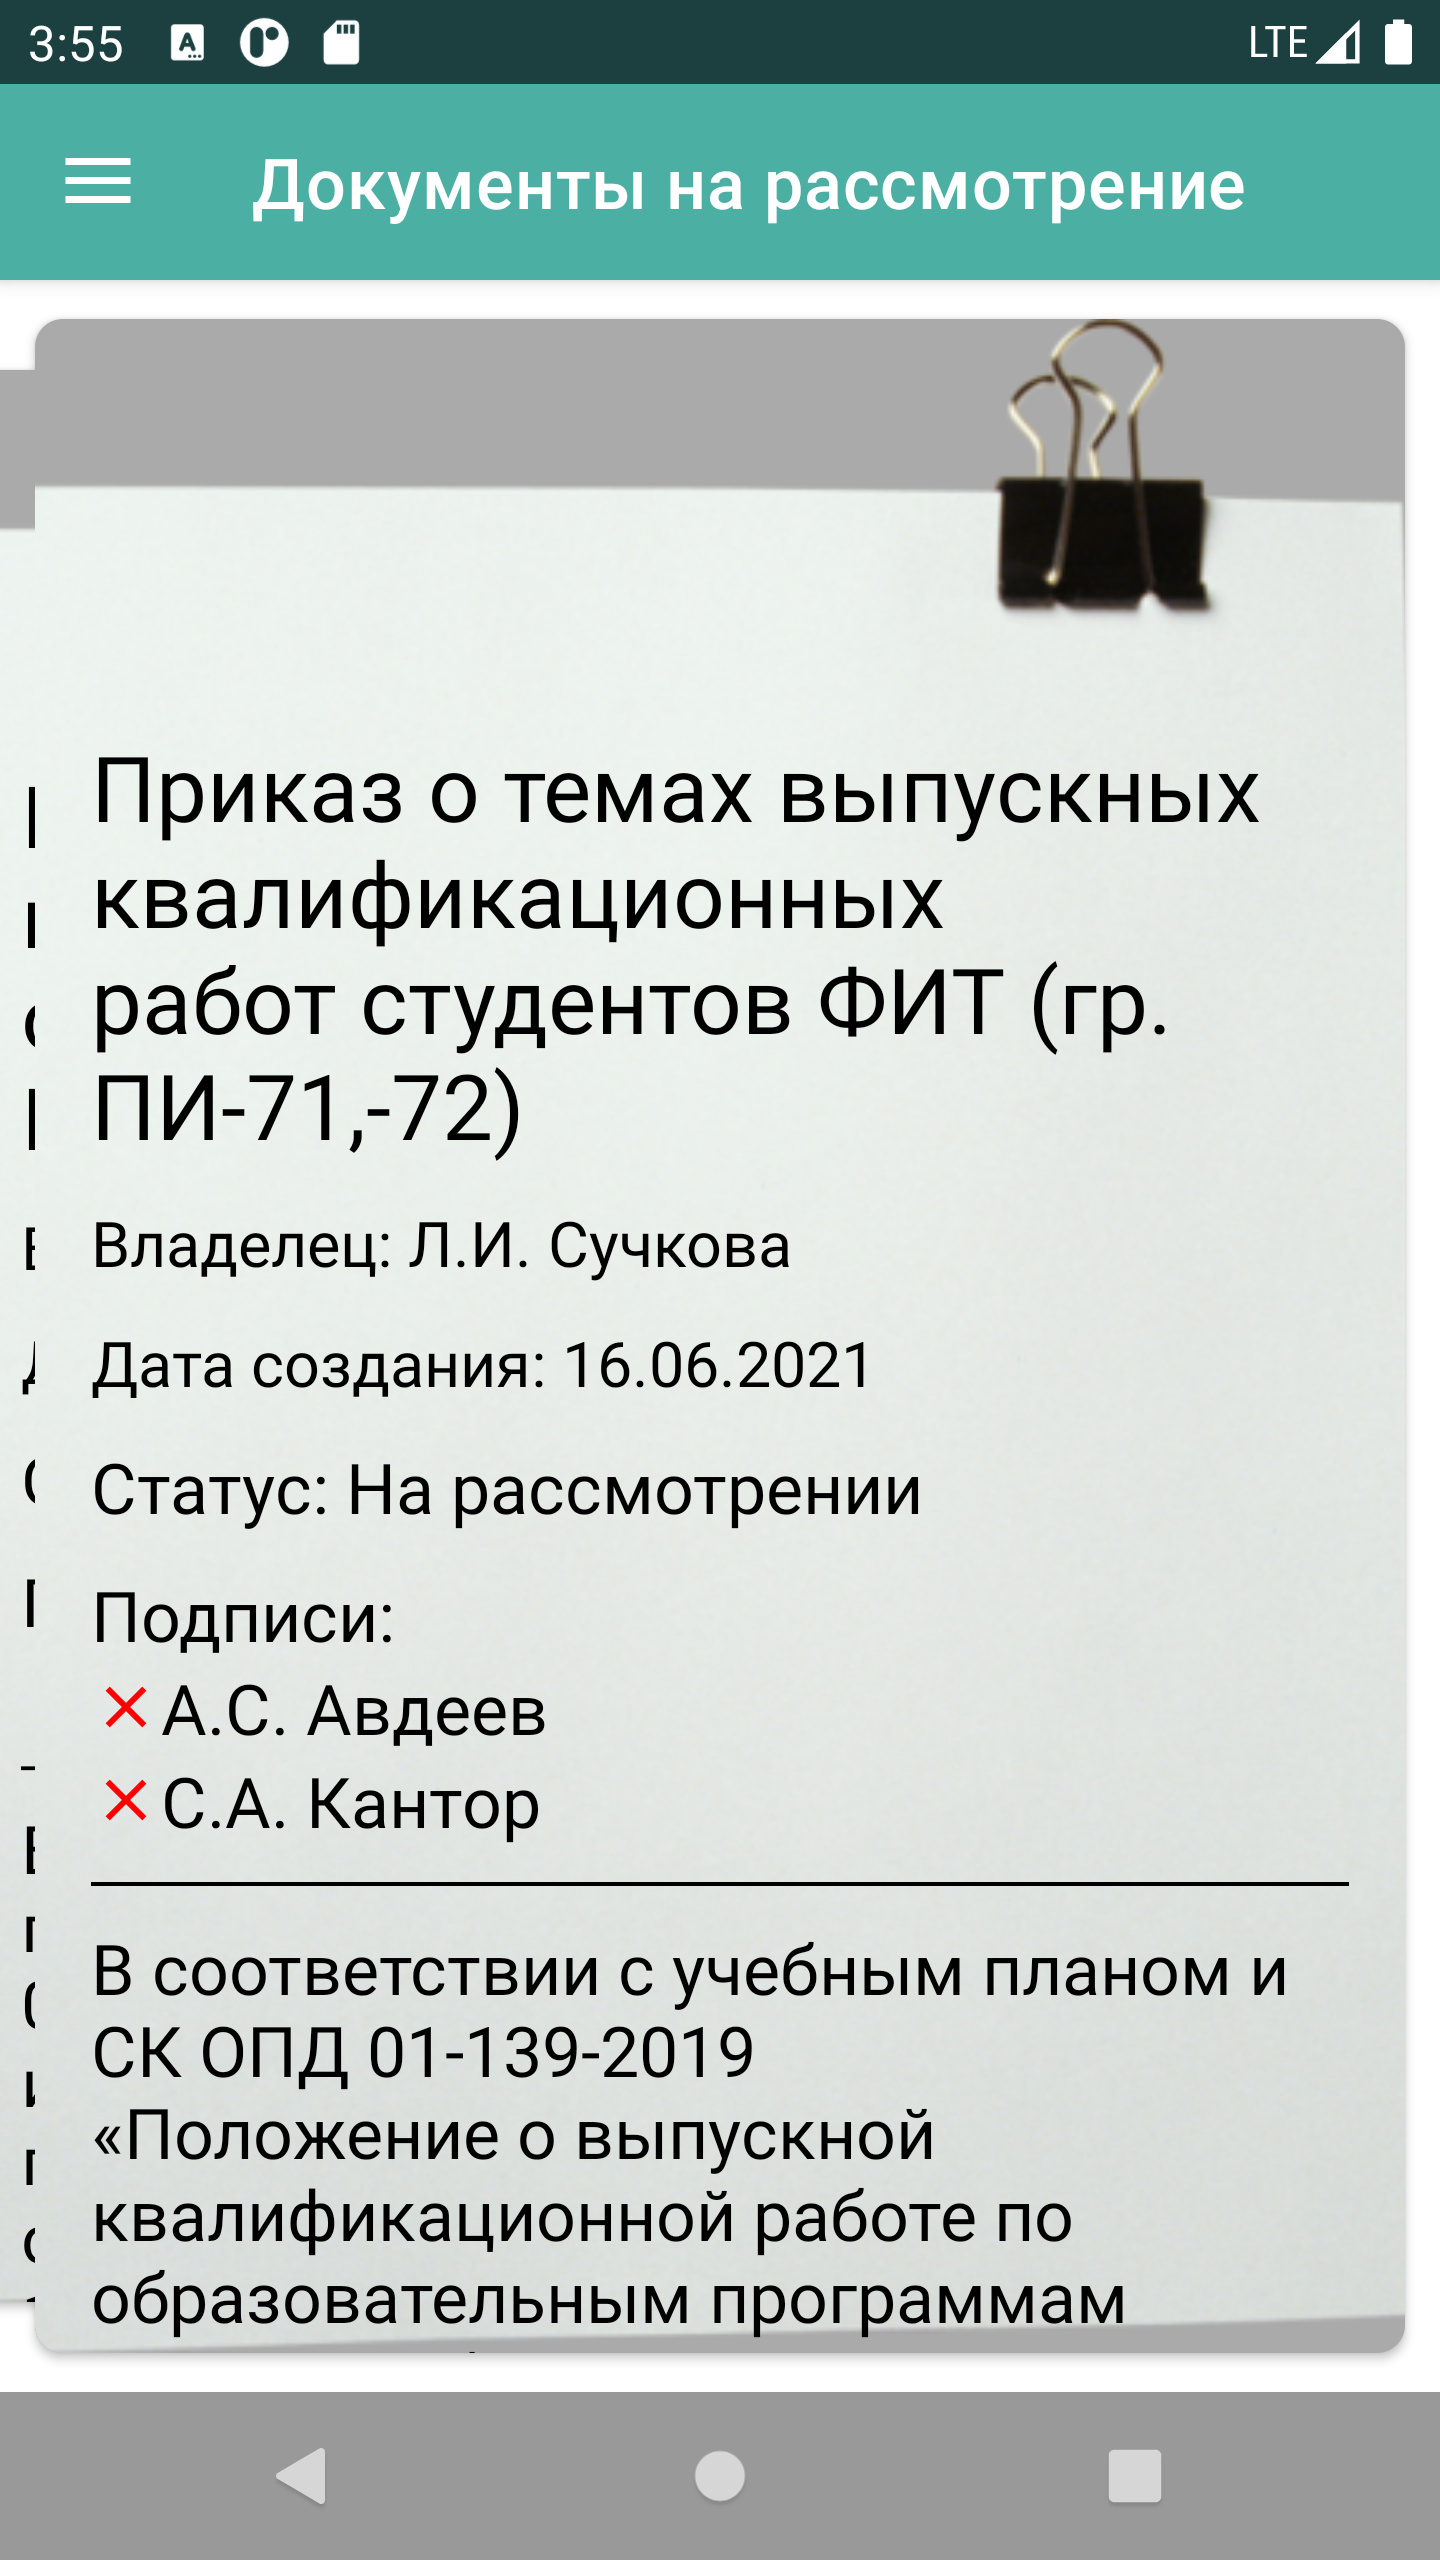 3:55
LTE
Документы на рассмотрение
Приказ о темах выпускных
квалификационных
работ студентов ФИТ (гр.
ПИ-71,-72)
Владелец: Л.И. Сучкова
Дата создания: 16.06.2021
Статус: На рассмотрении
Подписи:
А.С. Авдеев
С.А. Кантор
В соответствии с учебным планом и
СК ОПД 01-139-2019
«Положение о выпускной
квалификационной работе по
образовательным программам